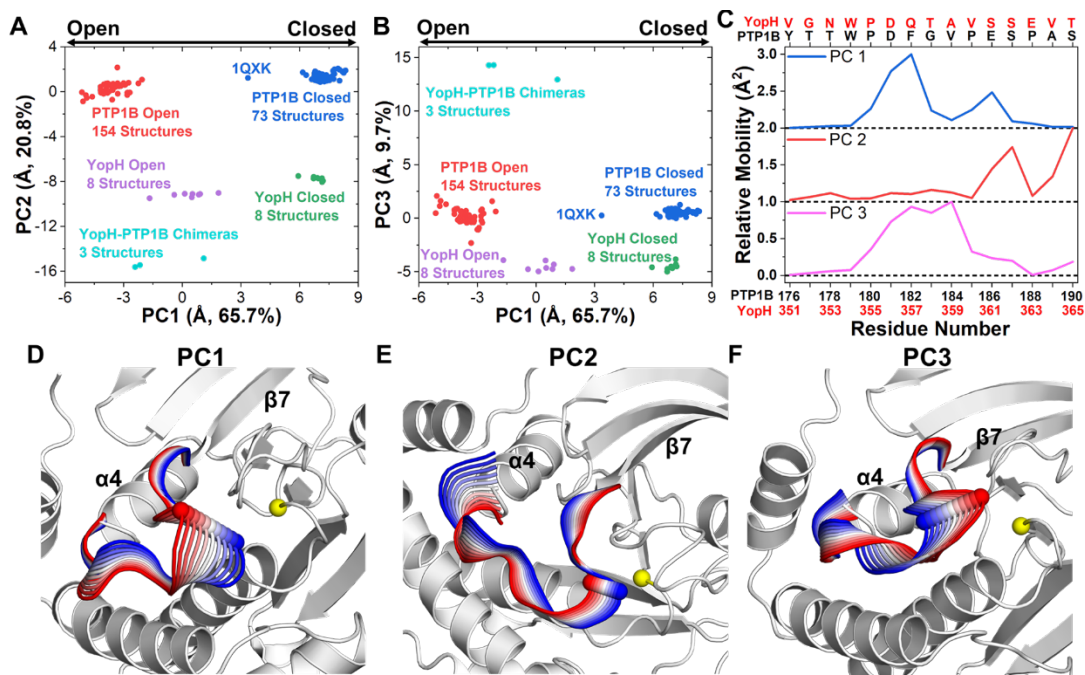 A
Open Closed
PC2 (Å, 20.8%)
0
-4
-8
-12
-16
1QXK
PTP1B Open
154 Structures
PTP1B Closed
73 Structures
YopH Open
8 Structures
YopH Closed
8 Structures
YopH-PTP1B Chimeras
3 Structures
-6 -3 0 3 6 9
PC1 (Å, 65.7%)
B
Open Closed
PC3 (Å, 9.7%)
15
10
5
0
-5
YopH-PTP1B Chimeras
3 Structures
PTP1B Open
154 Structures
PTP1B Closed
73 Structures
1QXK
YopH Open
8 Structures
YopH Closed
8 Structures
-6 -3 0 3 6 9
PC1 (Å, 65.7%)
C
YopH V G N W P D Q T A V S S E V T
PTP1B Y T T W P D F G V P E S P A S
Relative Mobility (Å²)
3.0
2.5
2.0
1.5
1.0
0.5
0.0
PC 1
PC 2
PC 3
PTP1B 176 178 180 182 184 186 188 190
YopH 351 353 355 357 359 361 363 365
Residue Number
D
PC1
β7
α4
E
PC2
β7
α4
F
PC3
β7
α4